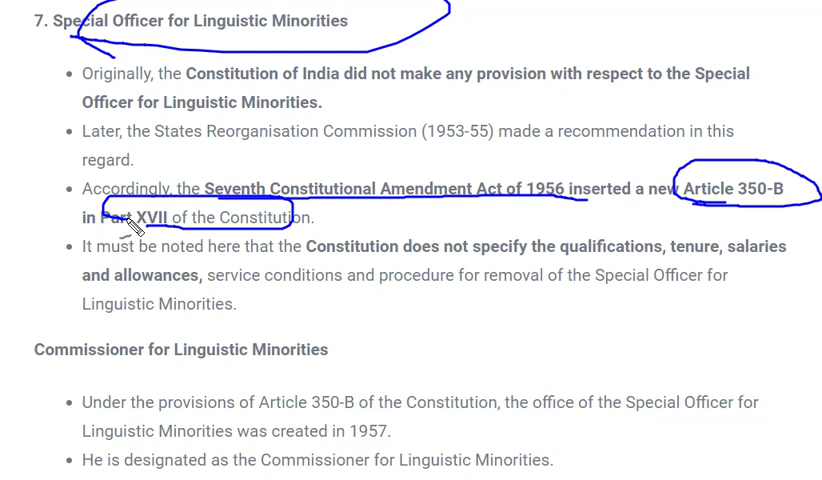 7. Special Officer for Linguistic Minorities
• Originally, the Constitution of India did not make any provision with respect to the Special
Officer for Linguistic Minorities.
• Later, the States Reorganisation Commission (1953-55) made a recommendation in this
regard.
• Accordingly, the Seventh Constitutional Amendment Act of 1956 inserted a new Article 350-B
in Part XVII of the Constitution.
• It must be noted here that the Constitution does not specify the qualifications, tenure, salaries
and allowances, service conditions and procedure for removal of the Special Officer for
Linguistic Minorities.
Commissioner for Linguistic Minorities
• Under the provisions of Article 350-B of the Constitution, the office of the Special Officer for
Linguistic Minorities was created in 1957.
• He is designated as the Commissioner for Linguistic Minorities.